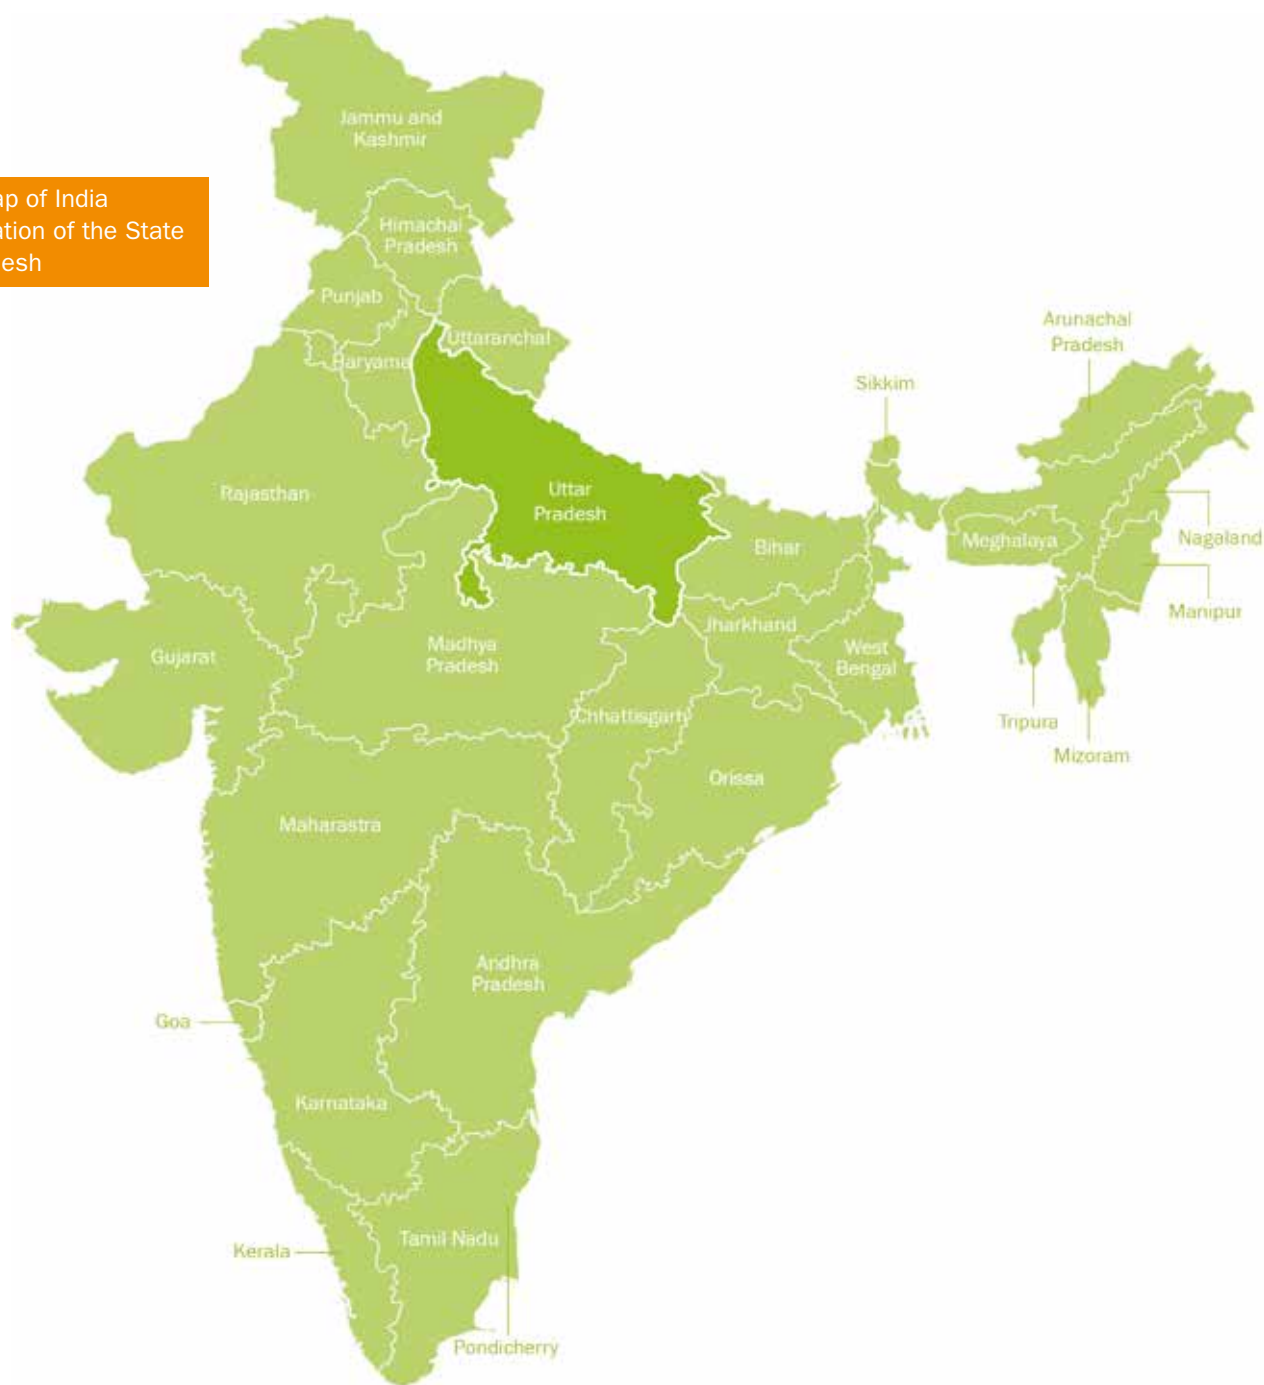 Jammu and
Kashmir
ap of India
ation of the State
esh
Himachal
Pradesh
Punjab
Uttaranchal
Haryama
Arunachal
Pradesh
Sikkim
Rajasthan
Uttar
Pradesh
Bihar
Meghalaya
Nagaland
Manipur
Jharkhand
West
Bengal
Gujarat
Madhya
Pradesh
Chhattisgarh
Tripura
Mizoram
Orissa
Maharastra
Andhra
Pradesh
Goa
Karnataka
Kerala
Tamil Nadu
Pondicherry